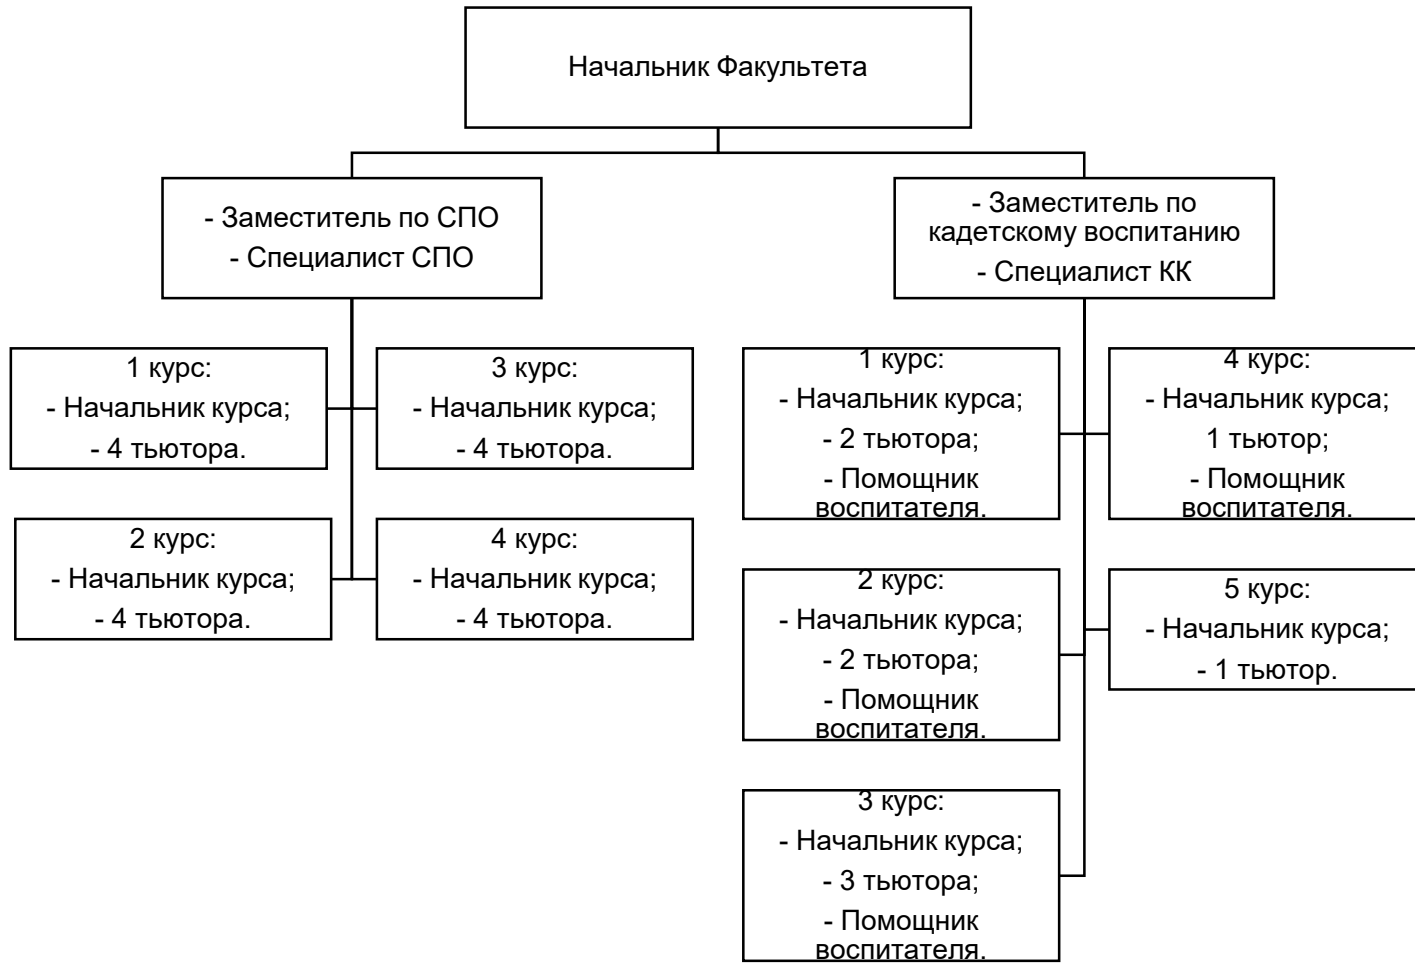 Начальник Факультета
- Заместитель по СПО
- Специалист СПО
- Заместитель по
кадетскому воспитанию
- Специалист КК
1 курс:
- Начальник курса;
- 4 тьютора.
3 курс:
- Начальник курса;
- 4 тьютора.
2 курс:
- Начальник курса;
- 4 тьютора.
4 курс:
- Начальник курса;
- 4 тьютора.
1 курс:
- Начальник курса;
- 2 тьютора;
- Помощник
воспитателя.
4 курс:
- Начальник курса;
1 тьютор;
- Помощник
воспитателя.
2 курс:
- Начальник курса;
- 2 тьютора;
- Помощник
воспитателя.
5 курс:
- Начальник курса;
- 1 тьютор.
3 курс:
- Начальник курса;
- 3 тьютора;
- Помощник
воспитателя.